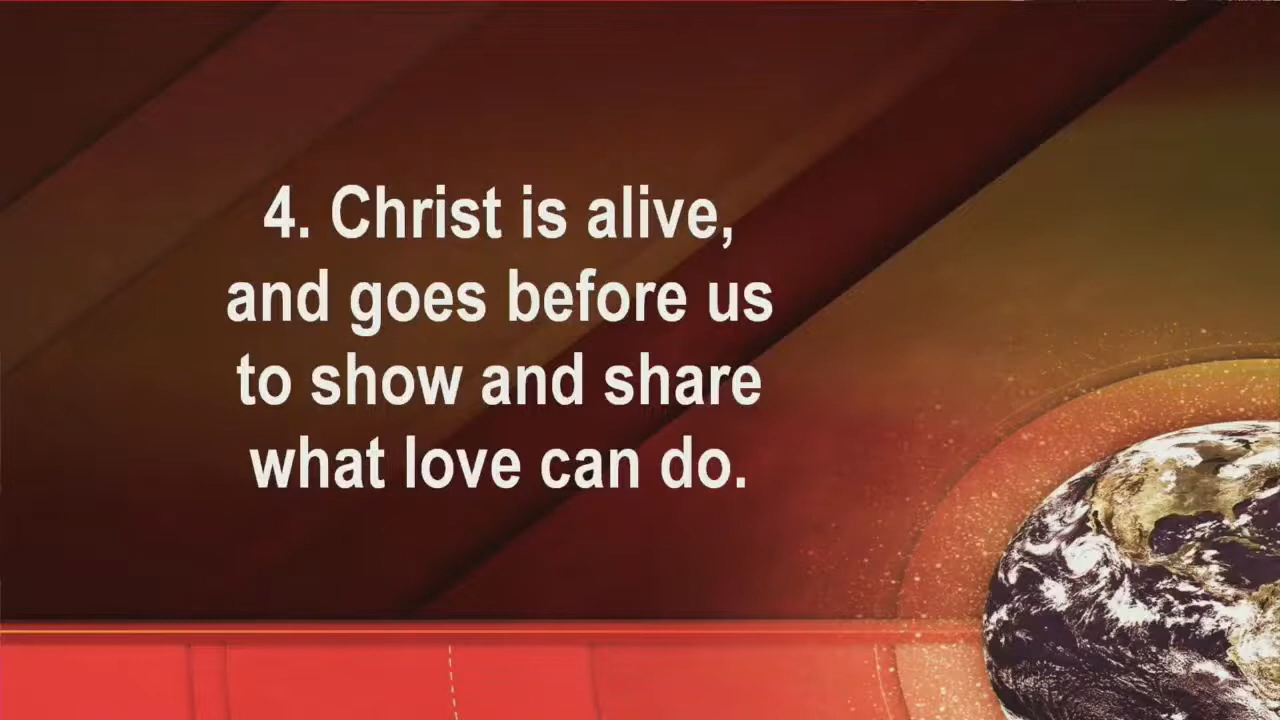 4. Christ is alive,
and goes before us
to show and share
what love can do.